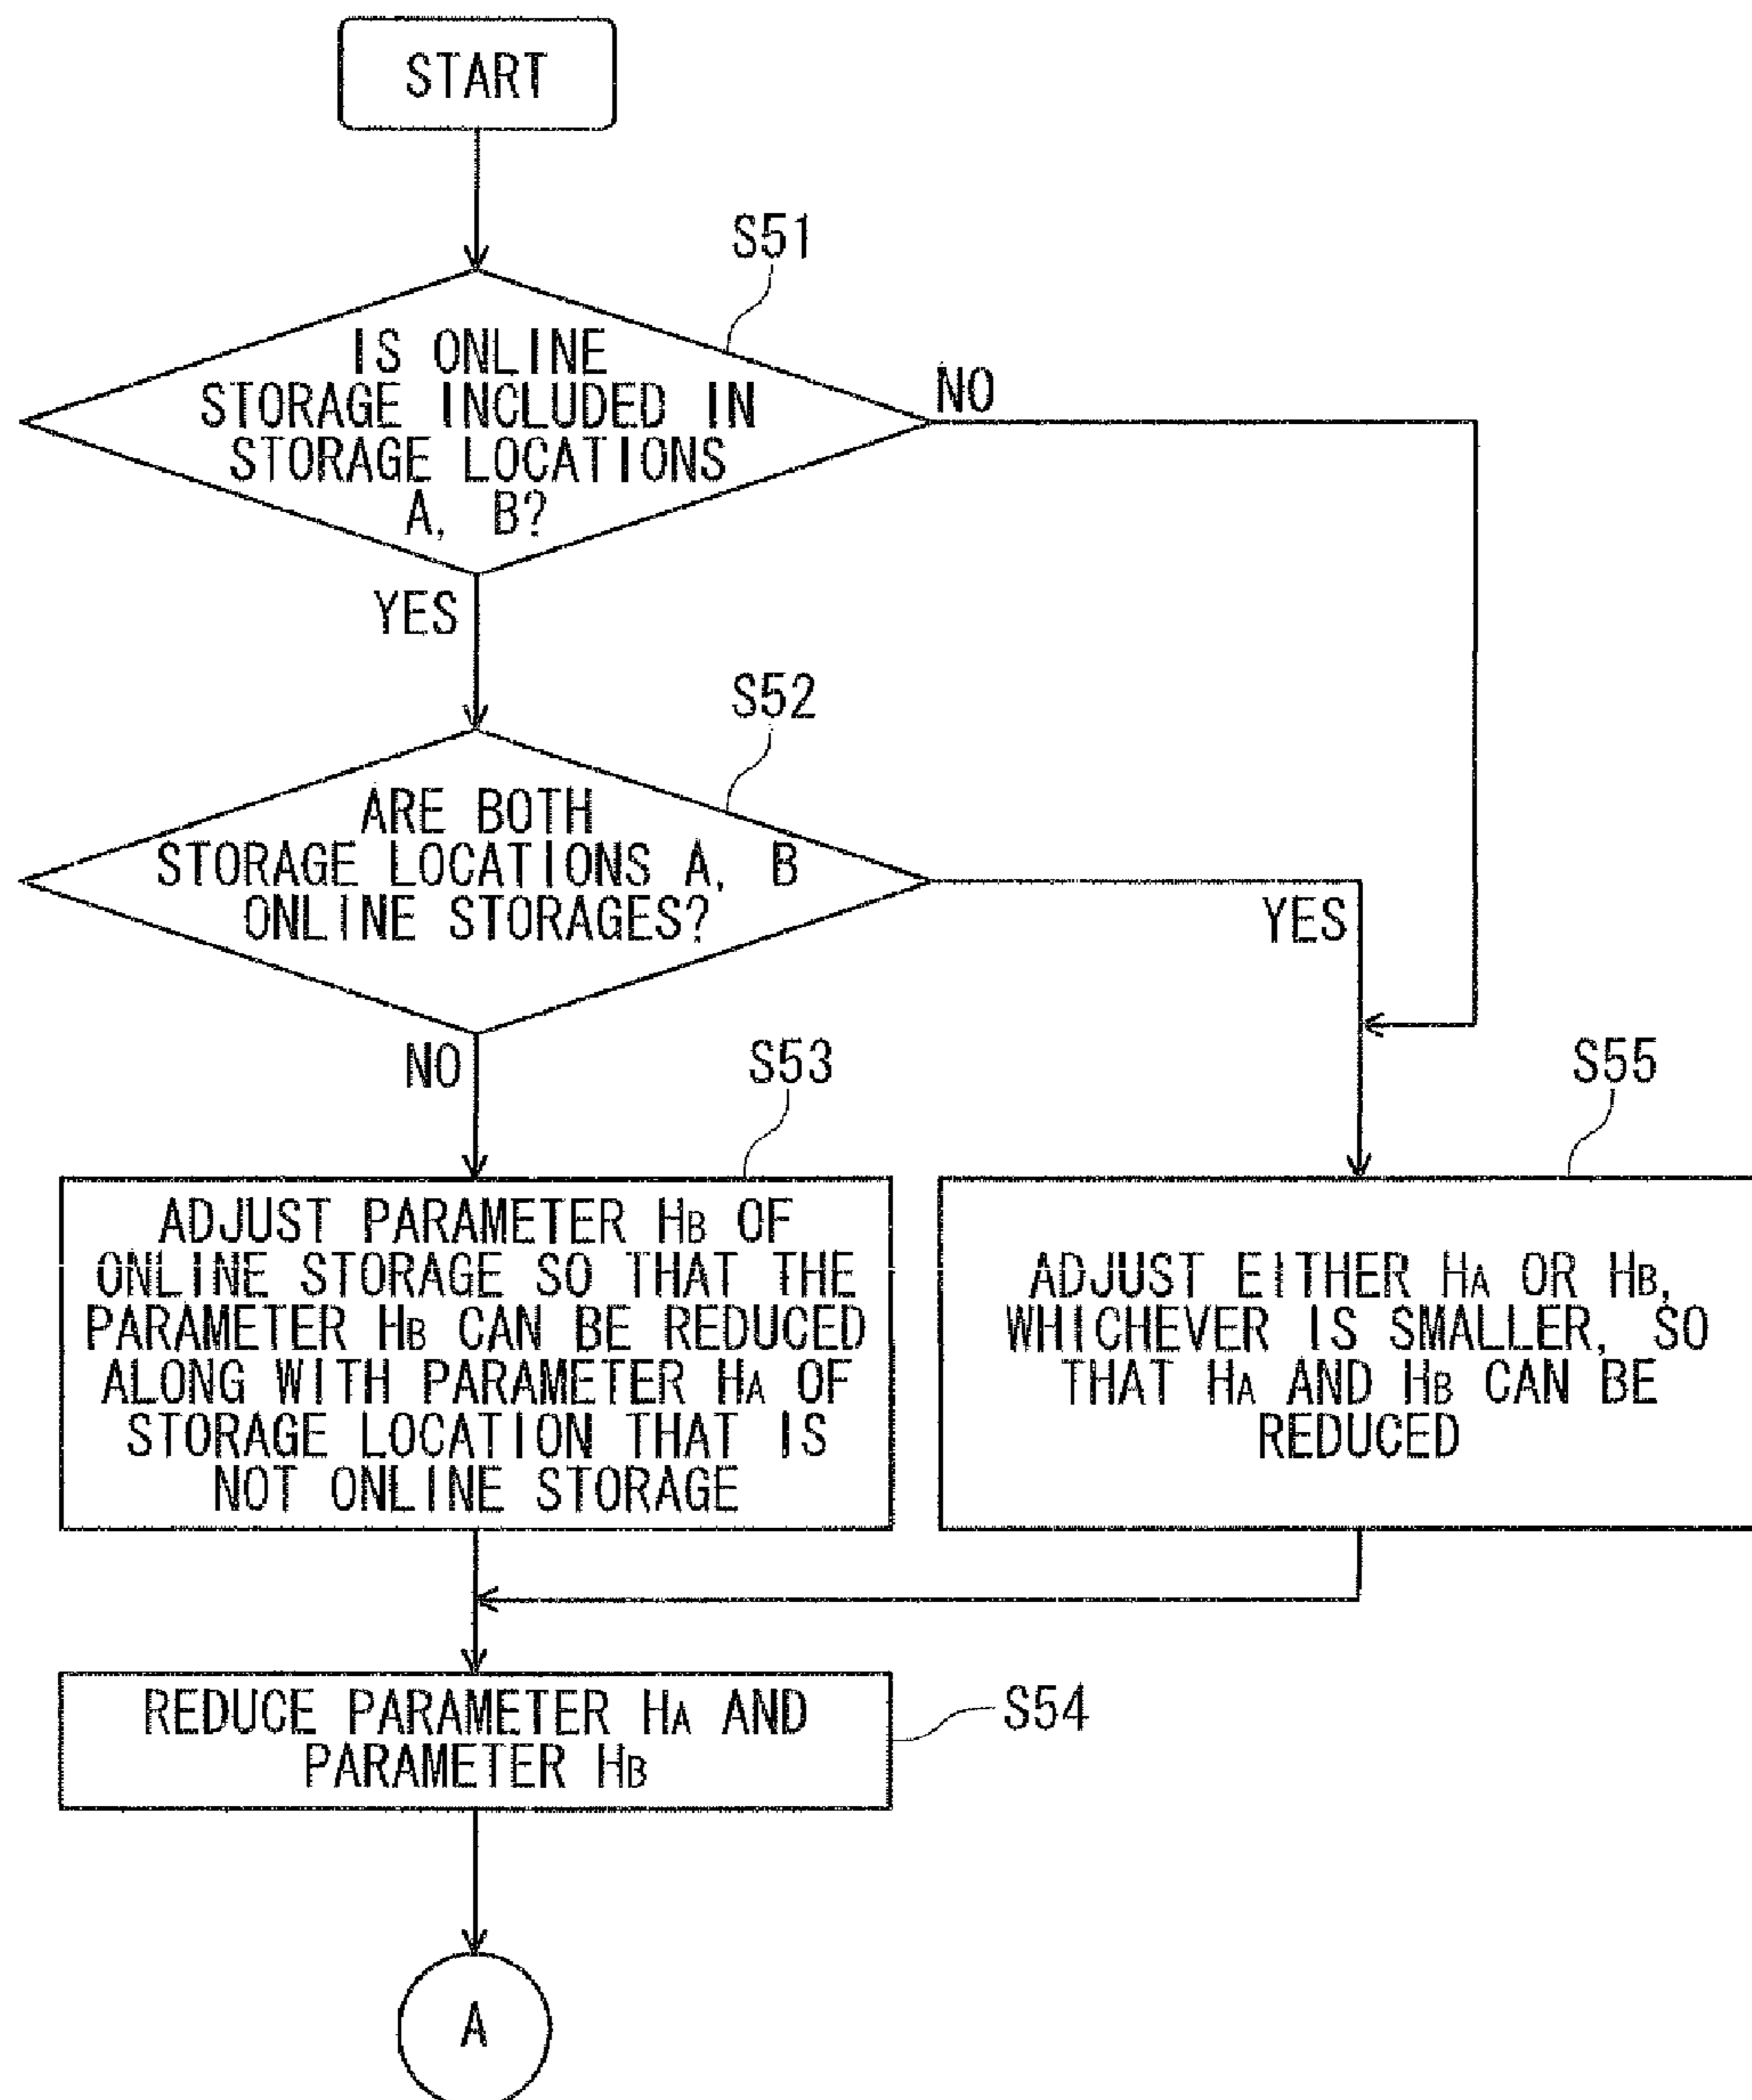 START
S51
IS ONLINE
STORAGE INCLUDED IN
STORAGE LOCATIONS
A, B?
NO
YES
S52
ARE BOTH
STORAGE LOCATIONS A, B
ONLINE STORAGES?
YES
NO
S53
S55
ADJUST PARAMETER HB OF
ONLINE STORAGE SO THAT THE
PARAMETER HB CAN BE REDUCED
ALONG WITH PARAMETER HA OF
STORAGE LOCATION THAT IS
NOT ONLINE STORAGE
ADJUST EITHER HA OR HB,
WHICHEVER IS SMALLER, SO
THAT HA AND HB CAN BE
REDUCED
REDUCE PARAMETER HA AND
PARAMETER HB
S54
A